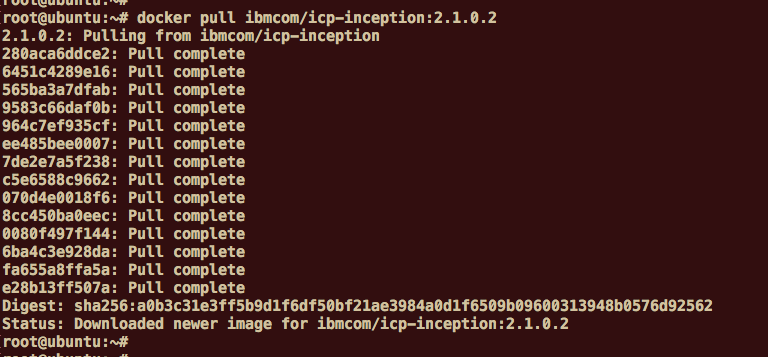 [root@ubuntu:~#
[root@ubuntu:~# docker pull ibmcom/icp-inception:2.1.0.2
2.1.0.2: Pulling from ibmcom/icp-inception
280aca6ddce2: Pull complete
6451c4289e16: Pull complete
565ba3a7dfab: Pull complete
9583c66daf0b: Pull complete
964c7ef935cf: Pull complete
ee485bee0007: Pull complete
7de2e7a5f238: Pull complete
c5e6588c9662: Pull complete
070d4e0018f6: Pull complete
8cc450ba0eec: Pull complete
0080f497f144: Pull complete
6ba4c3e928da: Pull complete
fa655a8ffa5a: Pull complete
e28b13ff507a: Pull complete
Digest: sha256:a0b3c31e3ff5b9d1f6df50bf21ae3984a0d1f6509b09600313948b0576d92562
Status: Downloaded newer image for ibmcom/icp-inception:2.1.0.2
[root@ubuntu:~#
[root@ubuntu:~#